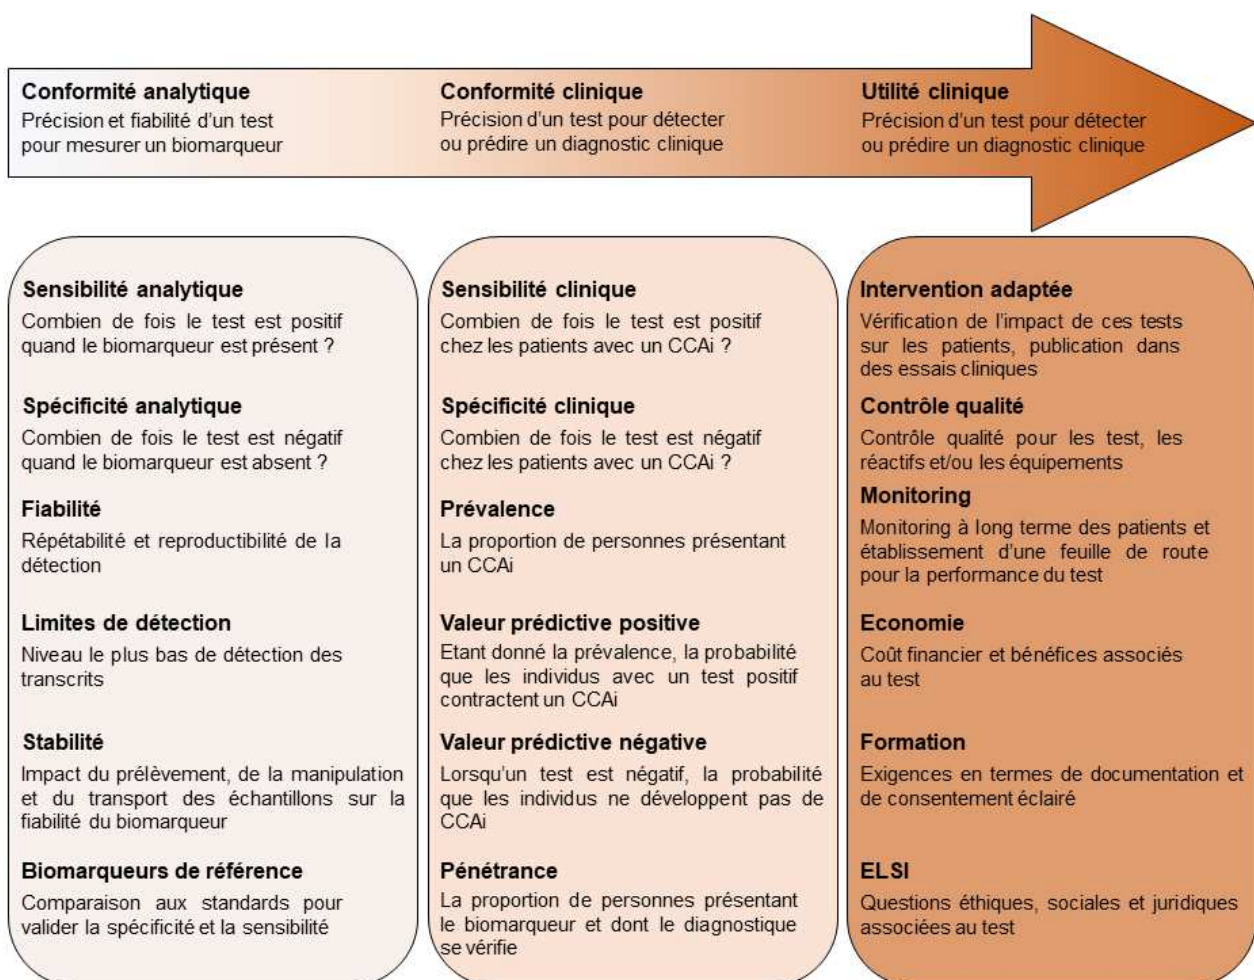 Conformité analytique
Précision et fiabilité d'un test
pour mesurer un biomarqueur
Conformité clinique
Précision d'un test pour détecter
ou prédire un diagnostic clinique
Utilité clinique
Précision d'un test pour détecter
ou prédire un diagnostic clinique
Sensibilité analytique
Combien de fois le test est positif
quand le biomarqueur est présent ?
Spécificité analytique
Combien de fois le test est négatif
quand le biomarqueur est absent ?
Fiabilité
Répétabilité et reproductibilité de la
détection
Limites de détection
Niveau le plus bas de détection des
transcrits
Stabilité
Impact du prélèvement, de la manipulation
et du transport des échantillons sur la
fiabilité du biomarqueur
Biomarqueurs de référence
Comparaison aux standards pour
valider la spécificité et la sensibilité
Sensibilité clinique
Combien de fois le test est positif
chez les patients avec un CCAi ?
Spécificité clinique
Combien de fois le test est négatif
chez les patients avec un CCAi ?
Prévalence
La proportion de personnes présentant
un CCAi
Valeur prédictive positive
Etant donné la prévalence, la probabilité
que les individus avec un test positif
contractent un CCAi
Valeur prédictive négative
Lorsqu'un test est négatif, la probabilité
que les individus ne développent pas de
CCAi
Pénétrance
La proportion de personnes présentant
le biomarqueur et dont le diagnostique
se vérifie
Intervention adaptée
Vérification de l'impact de ces tests
sur les patients, publication dans
des essais cliniques
Contrôle qualité
Contrôle qualité pour les test, les
réactifs et/ou les équipements
Monitoring
Monitoring à long terme des patients et
établissement d'une feuille de route
pour la performance du test
Economie
Coût financier et bénéfices associés
au test
Formation
Exigences en termes de documentation et
de consentement éclairé
ELSI
Questions éthiques, sociales et juridiques
associées au test